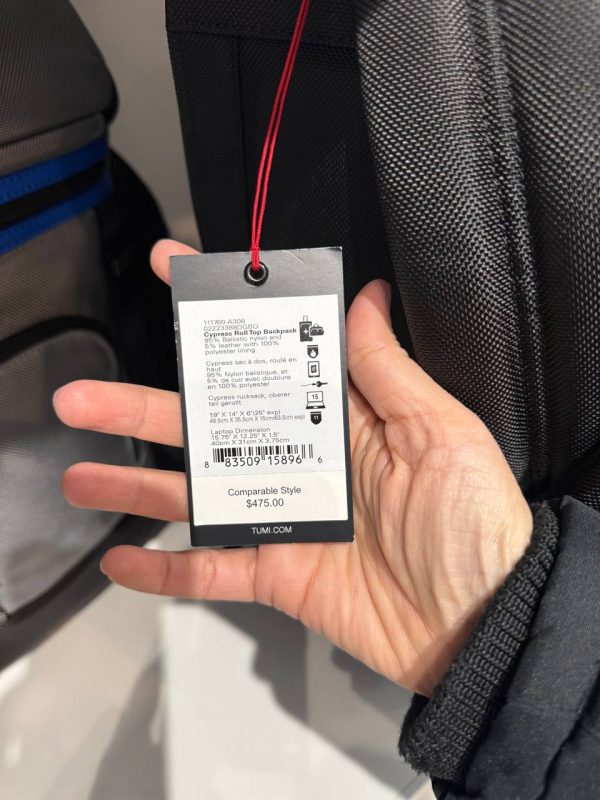 111760-A308
02223388DGBD
Cypress Roll Top Backpack
95% Ballistic nylon and
5% leather with 100%
polyester lining
Cypress sac à dos, roulé en
haut
95% Nylon balistique, et
5% de cuir avec doublure
en 100% polyester
Cypress rucksack, oberer
teil gerollt
15
11
19" X 14" X 6"(25" exp)
48.5cm X 35.5cm X 15cm(63.5cm exp)
Laptop Dimension
15.75" X 12.25" X 1.5"
40cm X 31cm X 3.75cm
8 83509 15896 6
Comparable Style
$475.00
TUMI.COM